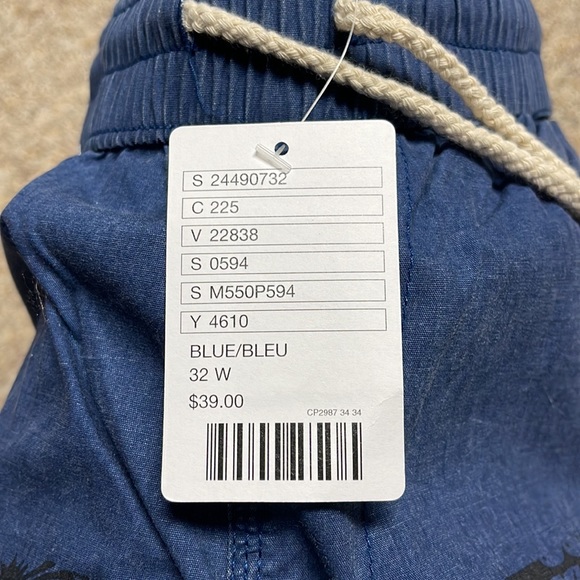 S 24490732
C 225
V 22838
S 0594
S M550P594
Y 4610
BLUE/BLEU
32 W
$39.00
CP2987 34 34